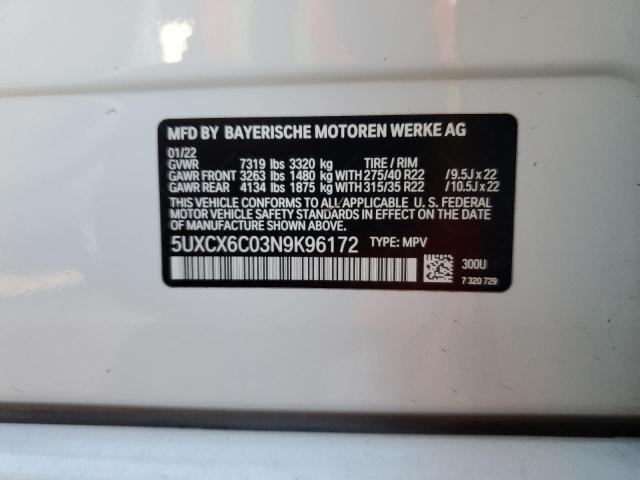 MFD BY BAYERISCHE MOTOREN WERKE AG
01/22
GVWR 7319 lbs 3320 kg TIRE / RIM
GAWR FRONT 3263 lbs 1480 kg WITH 275/40 R22 / 9.5J x 22
GAWR REAR 4134 lbs 1875 kg WITH 315/35 R22 / 10.5J x 22
THIS VEHICLE CONFORMS TO ALL APPLICABLE U. S. FEDERAL
MOTOR VEHICLE SAFETY STANDARDS IN EFFECT ON THE
DATE OF MANUFACTURE SHOWN ABOVE.
5UXCX6C03N9K96172 TYPE: MPV
300U
7 320 729